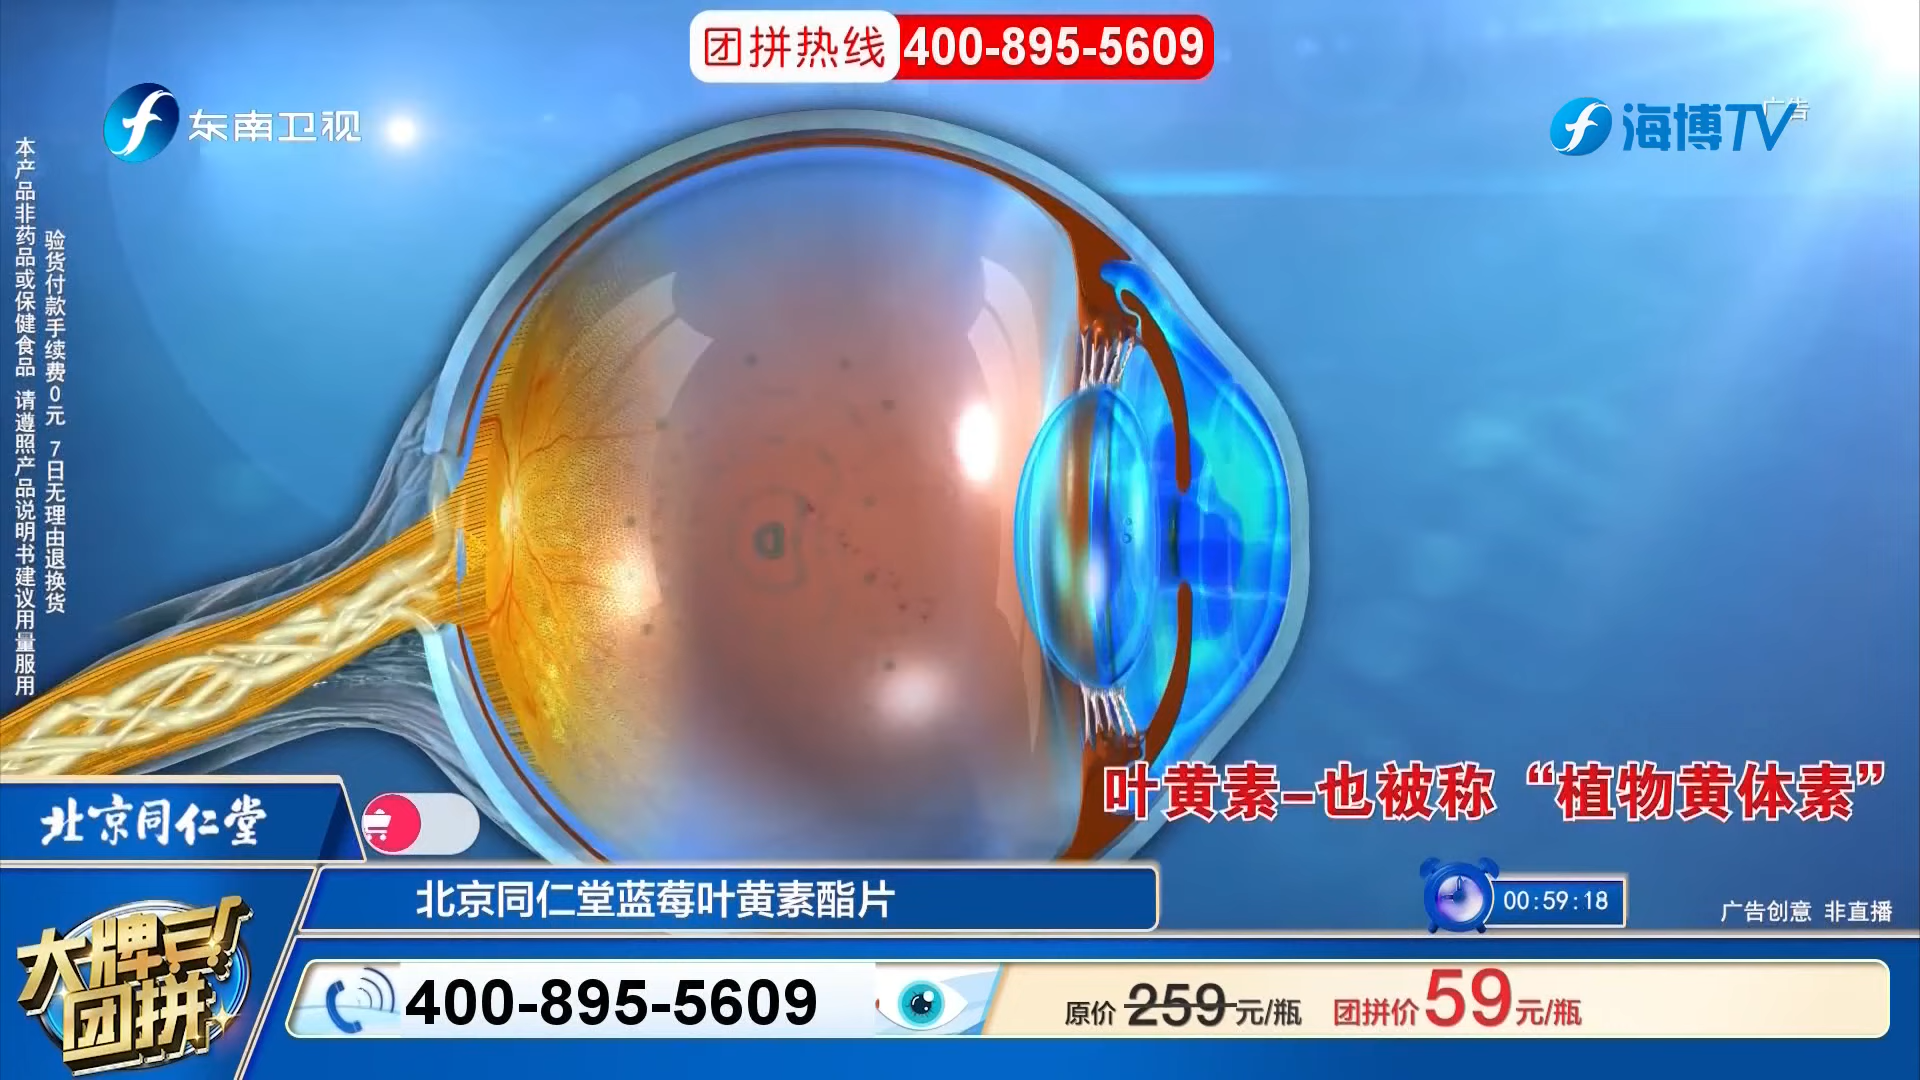 团拼热线 400-895-5609
东南卫视
海博TV
广告
本产品非药品或保健食品 请遵照产品说明书建议用量服用
验货付款手续费0元 7日无理由退换货
叶黄素-也被称“植物黄体素”
北京同仁堂
北京同仁堂蓝莓叶黄素酯片
00:59:18
广告创意 非直播
大牌云!
团拼
400-895-5609
原价259元/瓶 团拼价59元/瓶